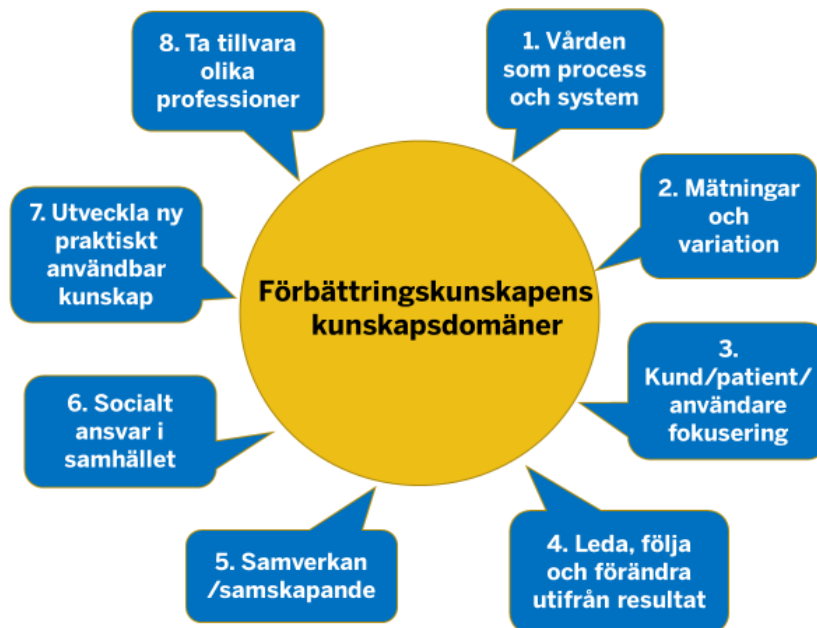 8. Ta tillvara
olika
professioner
1. Vården
som process
och system
2. Mätningar
och
variation
7. Utveckla ny
praktiskt
användbar
kunskap
Förbättringskunskapens
kunskapsdomäner
3.
Kund/patient/
användare
fokusering
6. Socialt
ansvar i
samhället
5. Samverkan
/samskapande
4. Leda, följa
och förändra
utifrån resultat